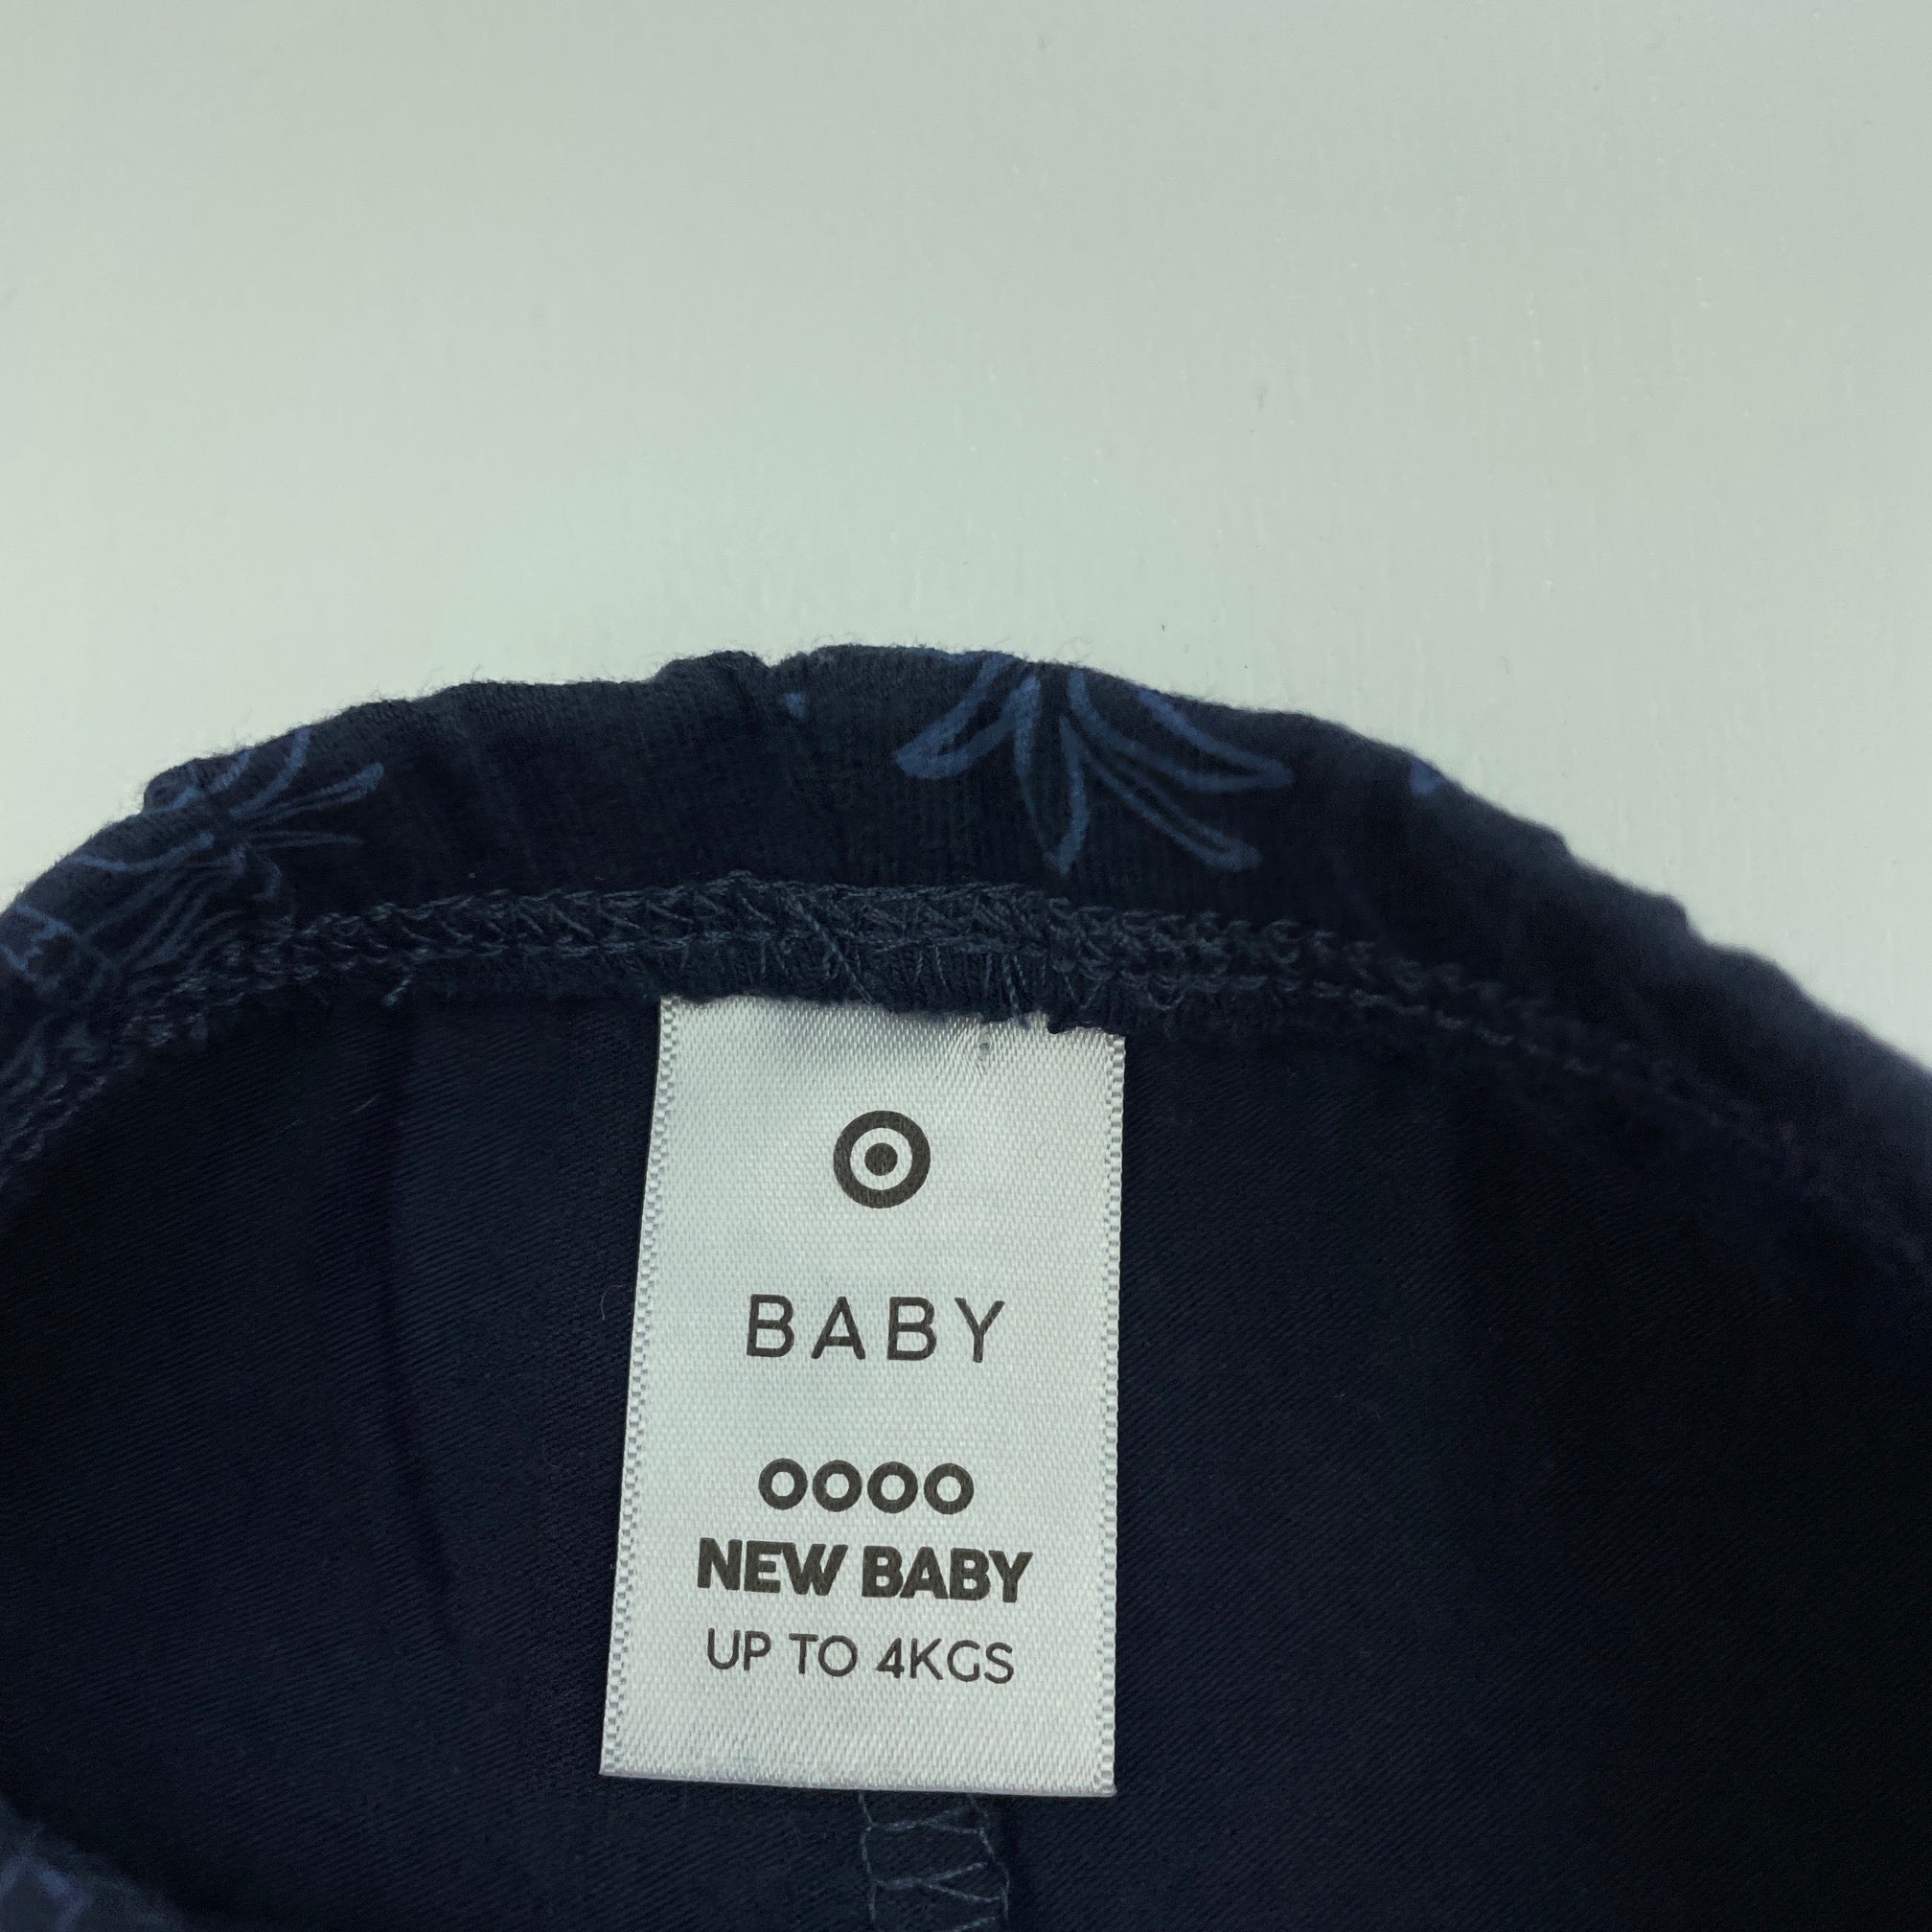 BABY
0000
NEW BABY
UP TO 4KGS